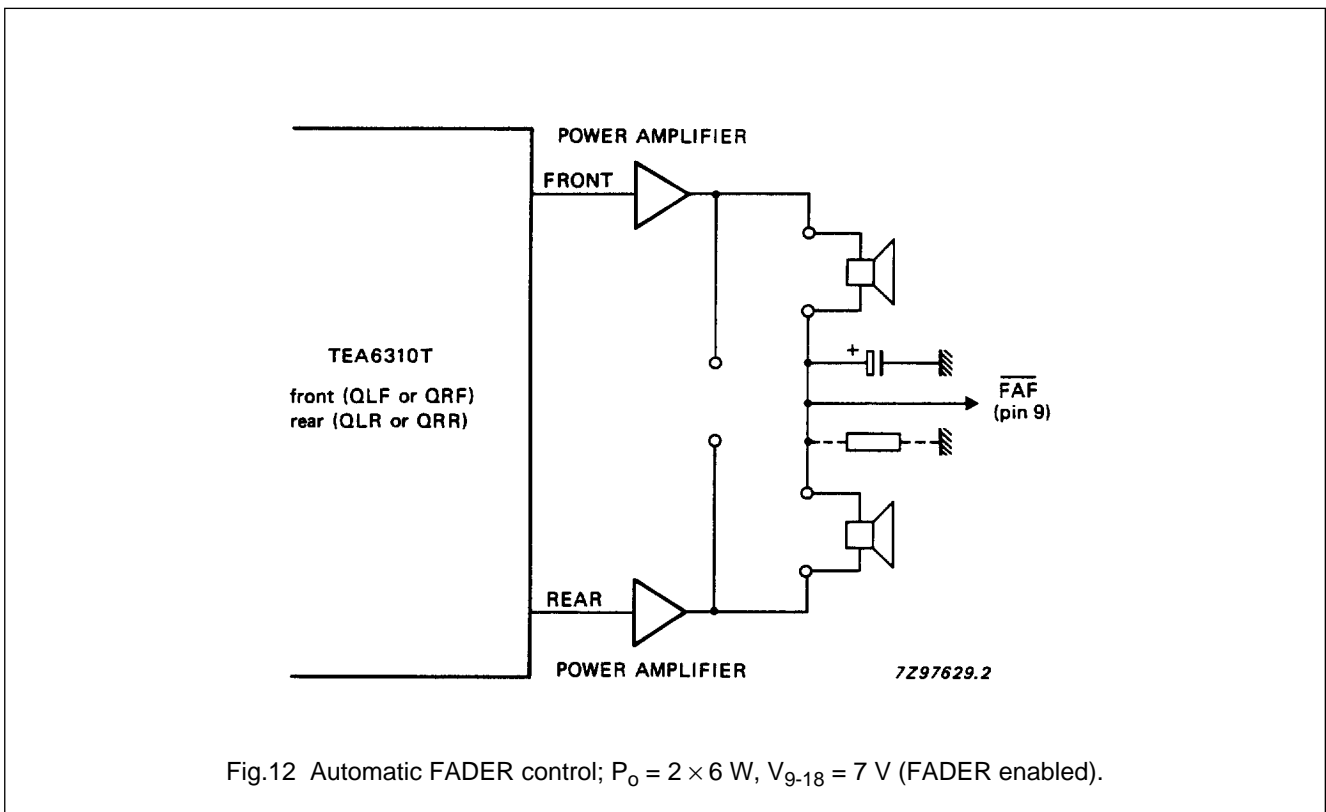 POWER AMPLIFIER
FRONT
TEA6310T
front (QLF or QRF)
rear (QLR or QRR)
+
FAF
(pin 9)
REAR
POWER AMPLIFIER
7Z97629.2
Fig.12 Automatic FADER control; Po = 2 × 6 W, V9-18 = 7 V (FADER enabled).